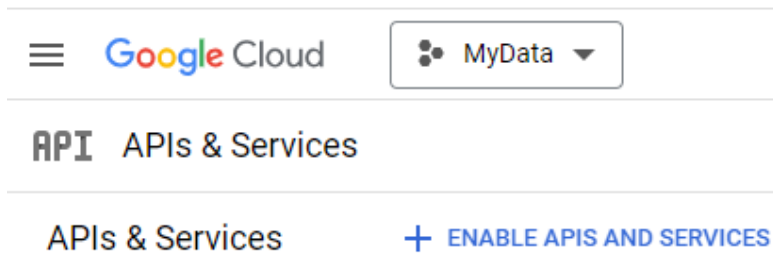 Google Cloud MyData
API APIs & Services
APIs & Services + ENABLE APIS AND SERVICES